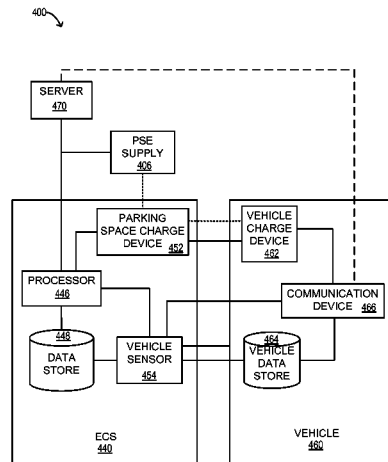 400
SERVER
470
PSE
SUPPLY
406
PARKING
SPACE CHARGE
DEVICE
452
VEHICLE
CHARGE
DEVICE
462
PROCESSOR
446
COMMUNICATION
DEVICE 466
448
DATA
STORE
VEHICLE
SENSOR
454
464
VEHICLE
DATA
STORE
ECS
440
VEHICLE
460